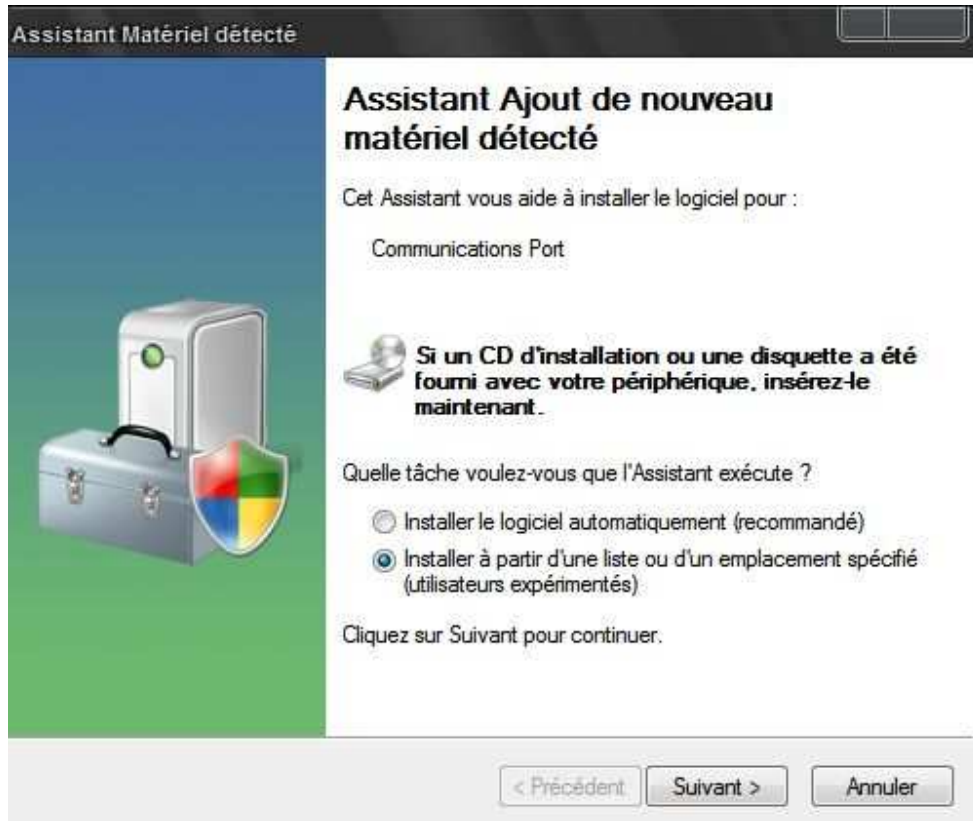 Assistant Matériel détecté
Assistant Ajout de nouveau
matériel détecté
Cet Assistant vous aide à installer le logiciel pour :
Communications Port
Si un CD d'installation ou une disquette a été
fourni avec votre périphérique, insérez-le
maintenant.
Quelle tâche voulez-vous que l'Assistant exécute ?
Installer le logiciel automatiquement (recommandé)
Installer à partir d'une liste ou d'un emplacement spécifié
(utilisateurs expérimentés)
Cliquez sur Suivant pour continuer.
< Précédent
Suivant >
Annuler